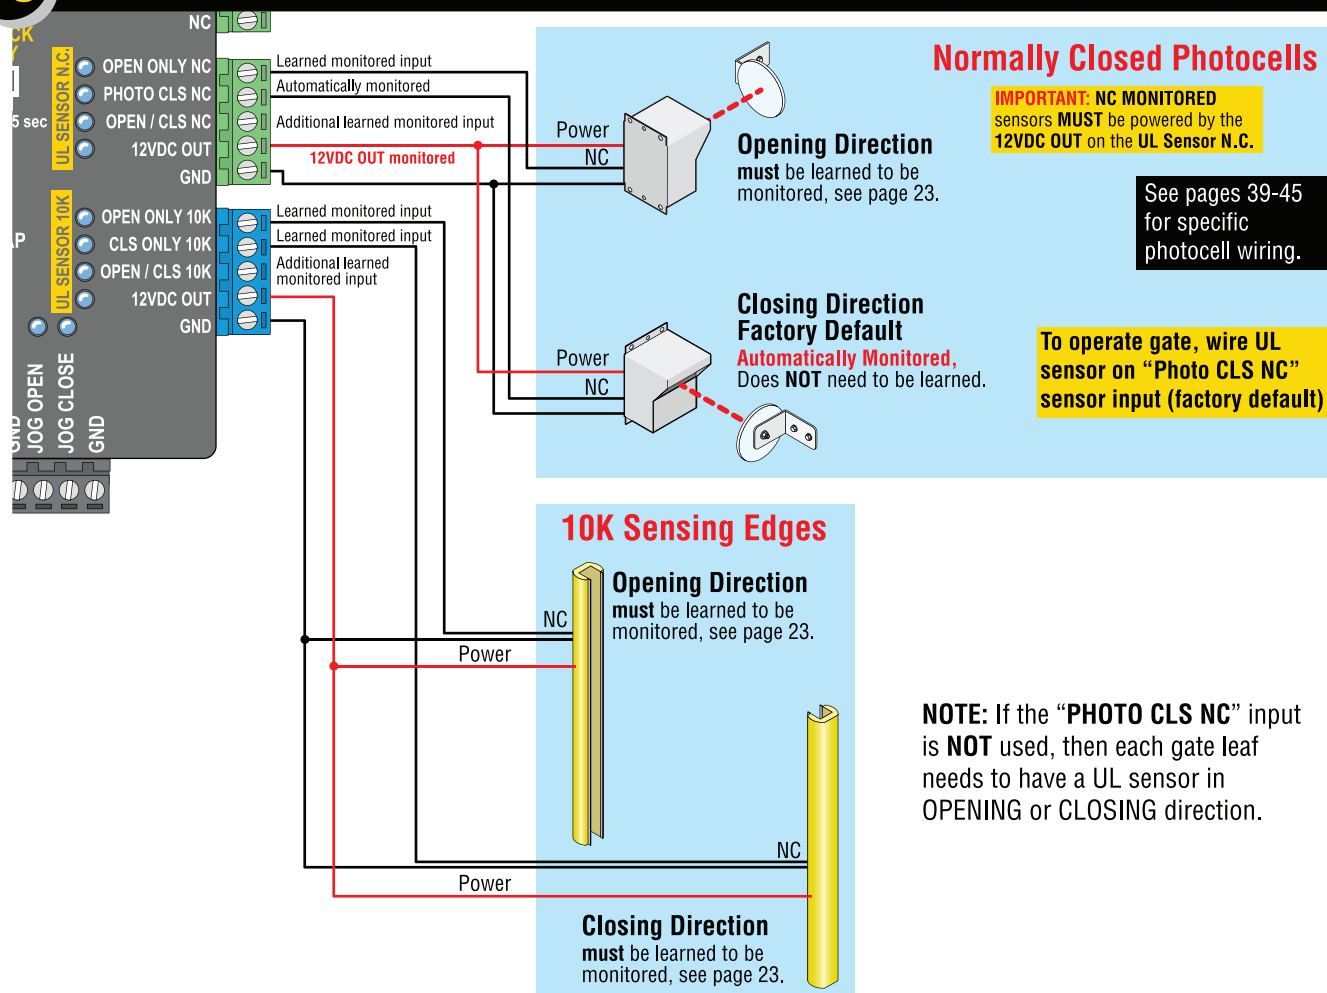 NC
CK
Y
5 sec
AP
UL SENSOR N.C.
OPEN ONLY NC
PHOTO CLS NC
OPEN / CLS NC
12VDC OUT
GND
UL SENSOR 10K
OPEN ONLY 10K
CLS ONLY 10K
OPEN / CLS 10K
12VDC OUT
GND
GND
JOG OPEN
JOG CLOSE
GND
Learned monitored input
Automatically monitored
Additional learned monitored input
12VDC OUT monitored
Learned monitored input
Learned monitored input
Additional learned
monitored input
Normally Closed Photocells
IMPORTANT: NC MONITORED
sensors MUST be powered by the
12VDC OUT on the UL Sensor N.C.
Power
NC
Opening Direction
must be learned to be
monitored, see page 23.
See pages 39-45
for specific
photocell wiring.
Power
NC
Closing Direction
Factory Default
Automatically Monitored,
Does NOT need to be learned.
To operate gate, wire UL
sensor on “Photo CLS NC”
sensor input (factory default)
10K Sensing Edges
Opening Direction
must be learned to be
monitored, see page 23.
NC
Power
NC
Power
Closing Direction
must be learned to be
monitored, see page 23.
NOTE: If the “PHOTO CLS NC” input
is NOT used, then each gate leaf
needs to have a UL sensor in
OPENING or CLOSING direction.